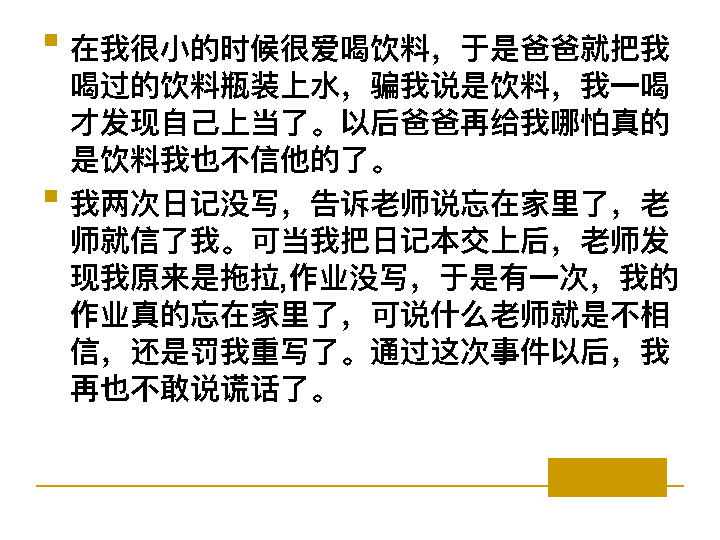 在我很小的时候很爱喝饮料，于是爸爸就把我
喝过的饮料瓶装上水，骗我说是饮料，我一喝
才发现自己上当了。以后爸爸再给我哪怕真的
是饮料我也不信他的了。
我两次日记没写，告诉老师说忘在家里了，老
师就信了我。可当我把日记本交上后，老师发
现我原来是拖拉,作业没写，于是有一次，我的
作业真的忘在家里了，可说什么老师就是不相
信，还是罚我重写了。通过这次事件以后，我
再也不敢说谎话了。